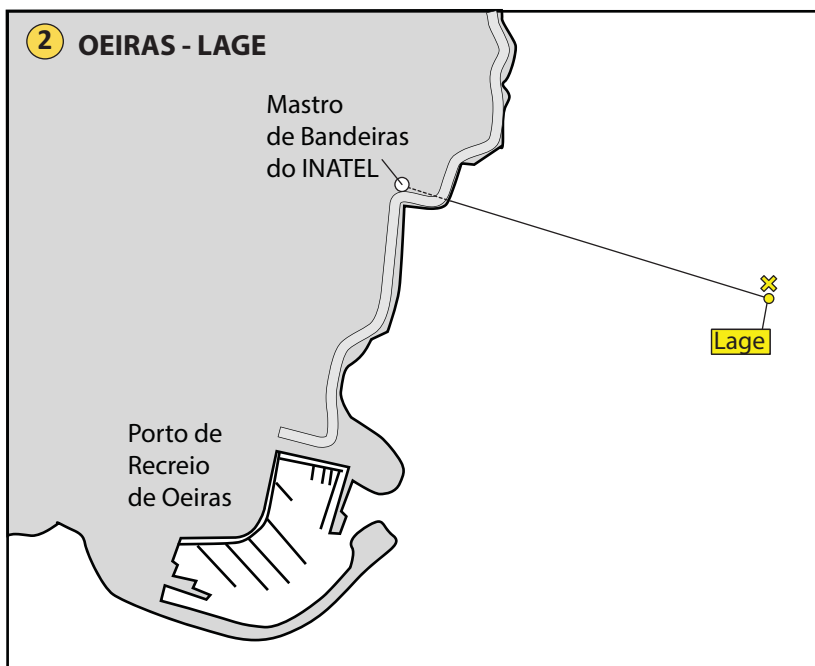 2 OEIRAS - LAGE
Mastro
de Bandeiras
do INATEL
Lage
Porto de
Recreio
de Oeiras